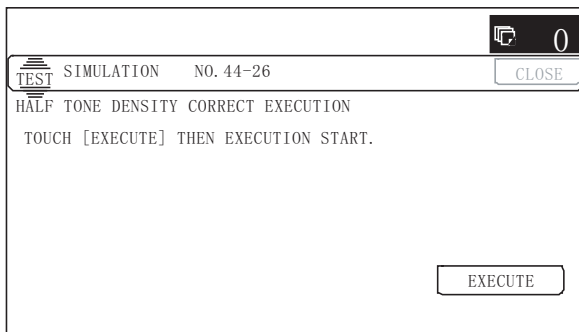 0
TEST SIMULATION NO. 44-26 CLOSE
HALF TONE DENSITY CORRECT EXECUTION
TOUCH [EXECUTE] THEN EXECUTION START.
EXECUTE